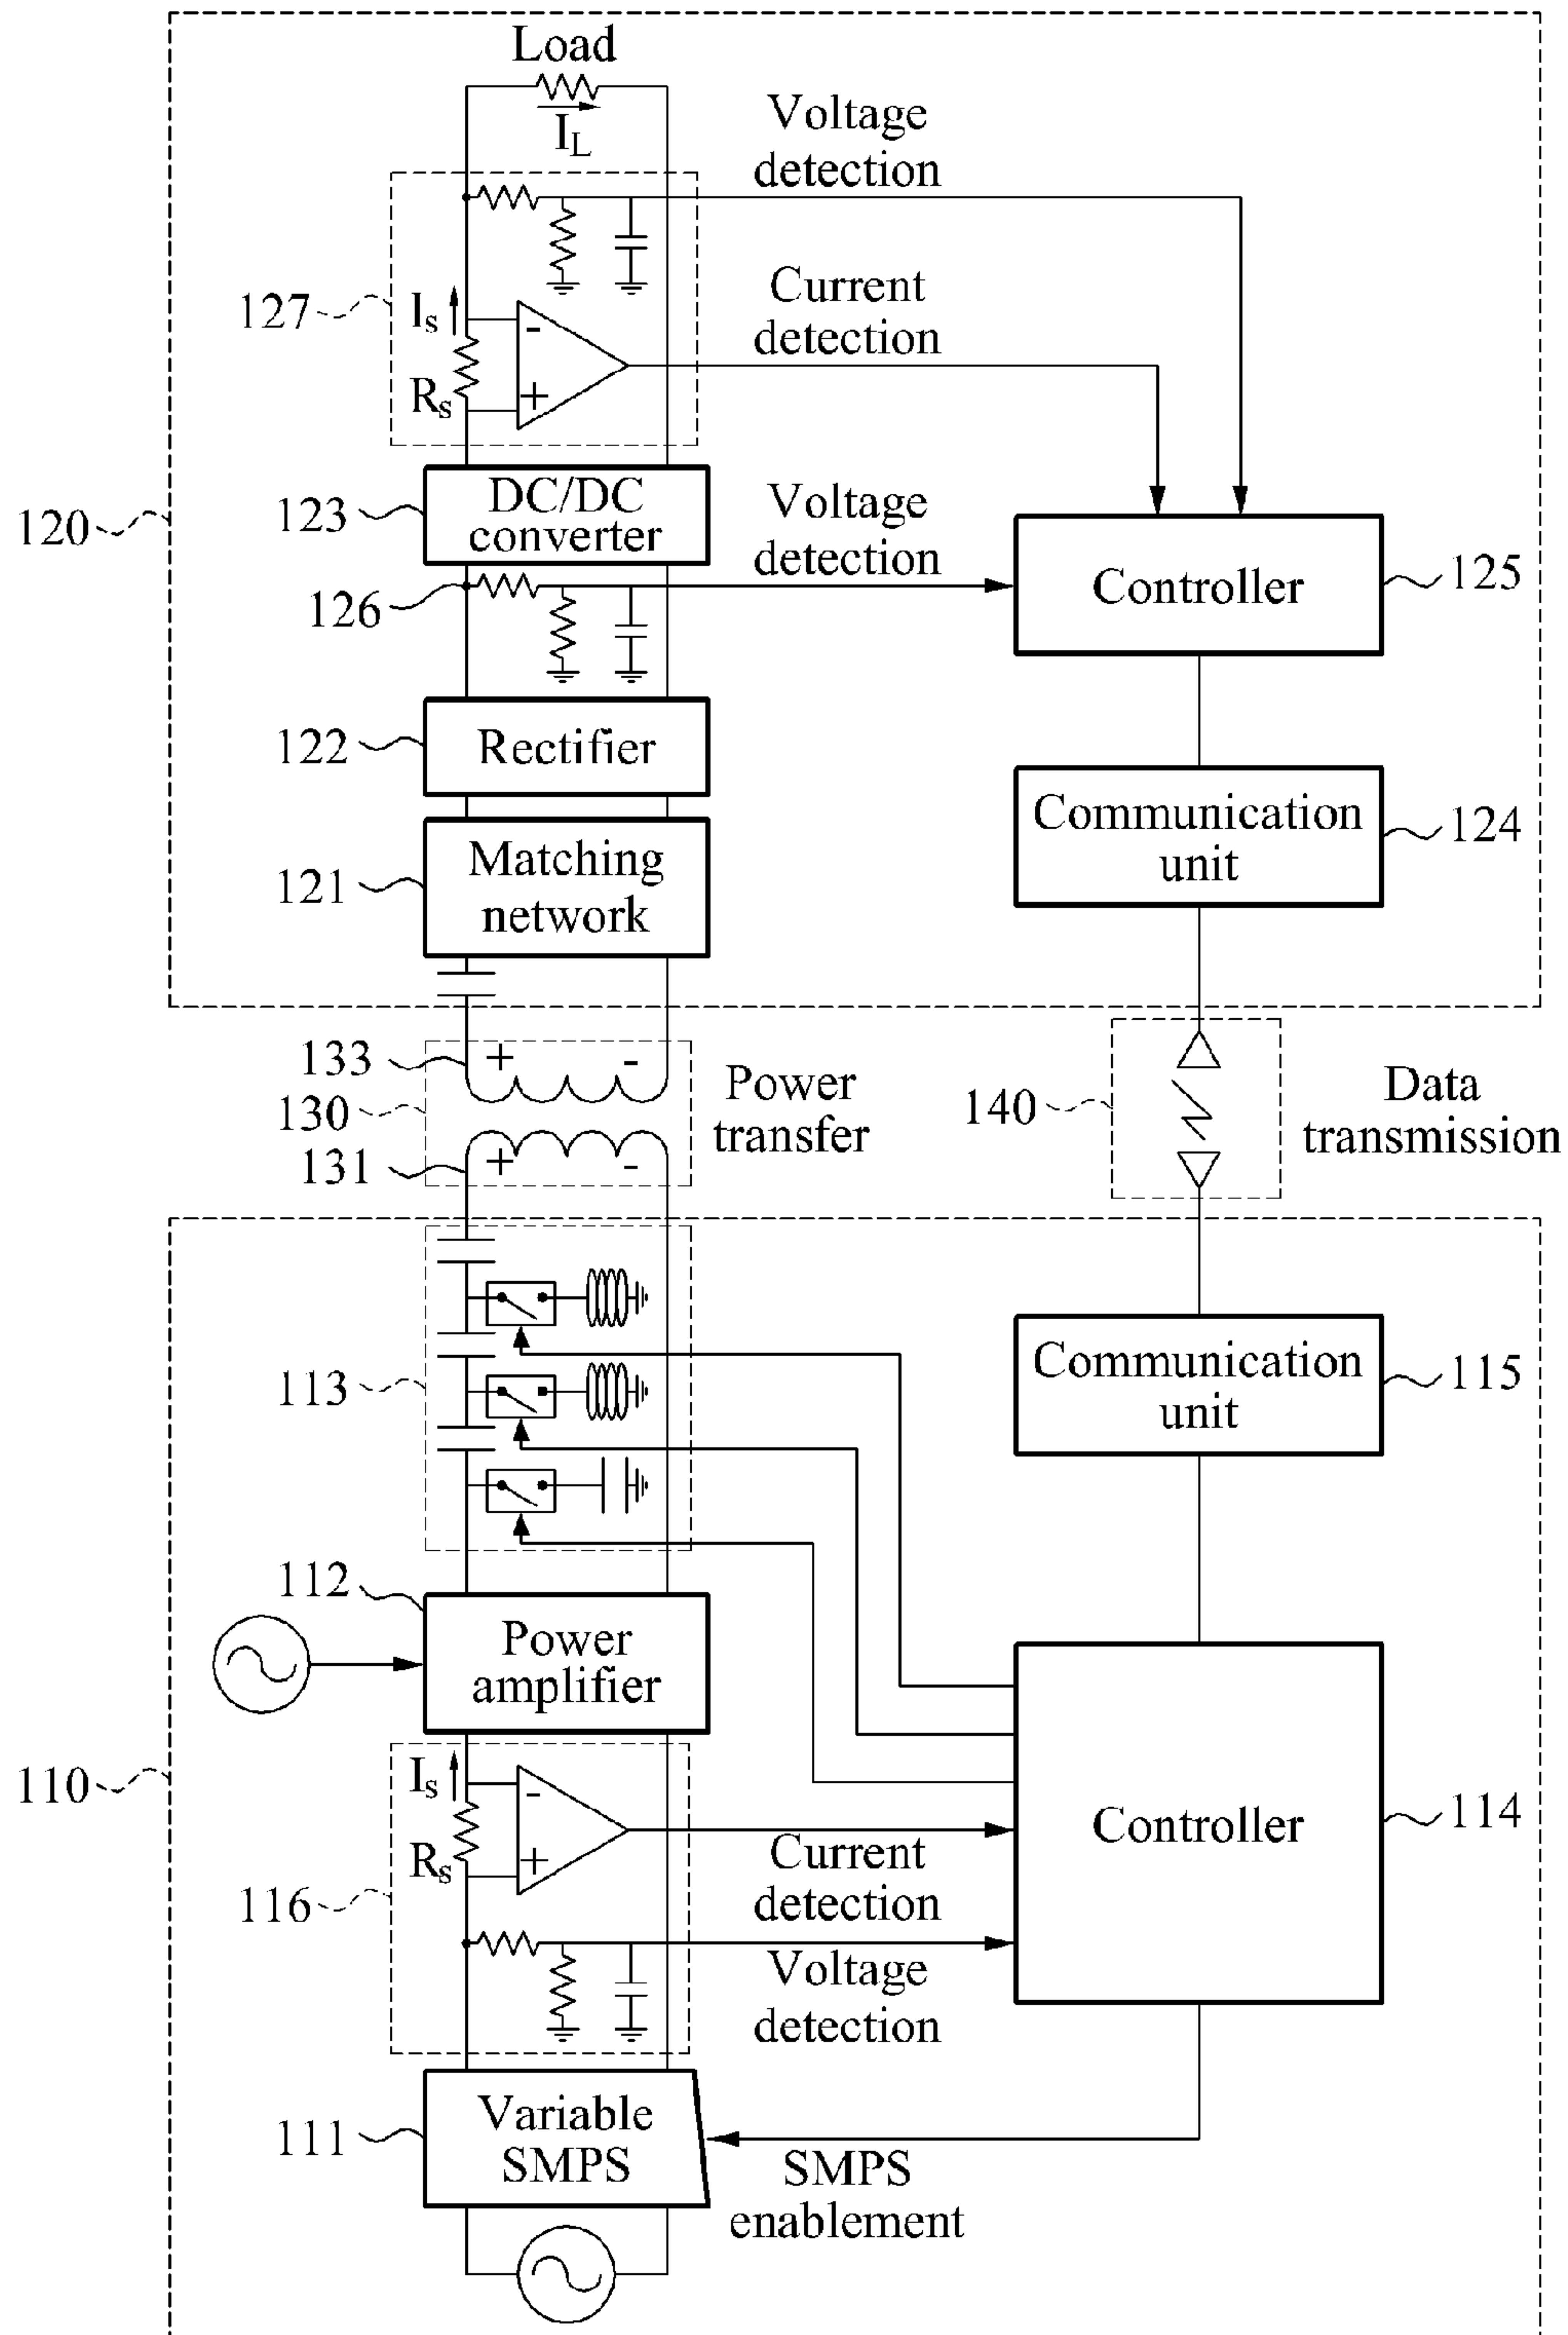 Load
I_L
Voltage
detection
Current
detection
127
I_s
-
R_s
+
DC/DC
converter
123
120
Voltage
detection
126
Controller
125
Rectifier
122
Communication
unit
124
Matching
network
121
133
+ -
130
Power
transfer
131
+ -
140
Data
transmission
113
Communication
unit
115
112
Power
amplifier
110
I_s
-
R_s
+
Current
detection
116
Voltage
detection
Controller
114
Variable
SMPS
111
SMPS
enablement